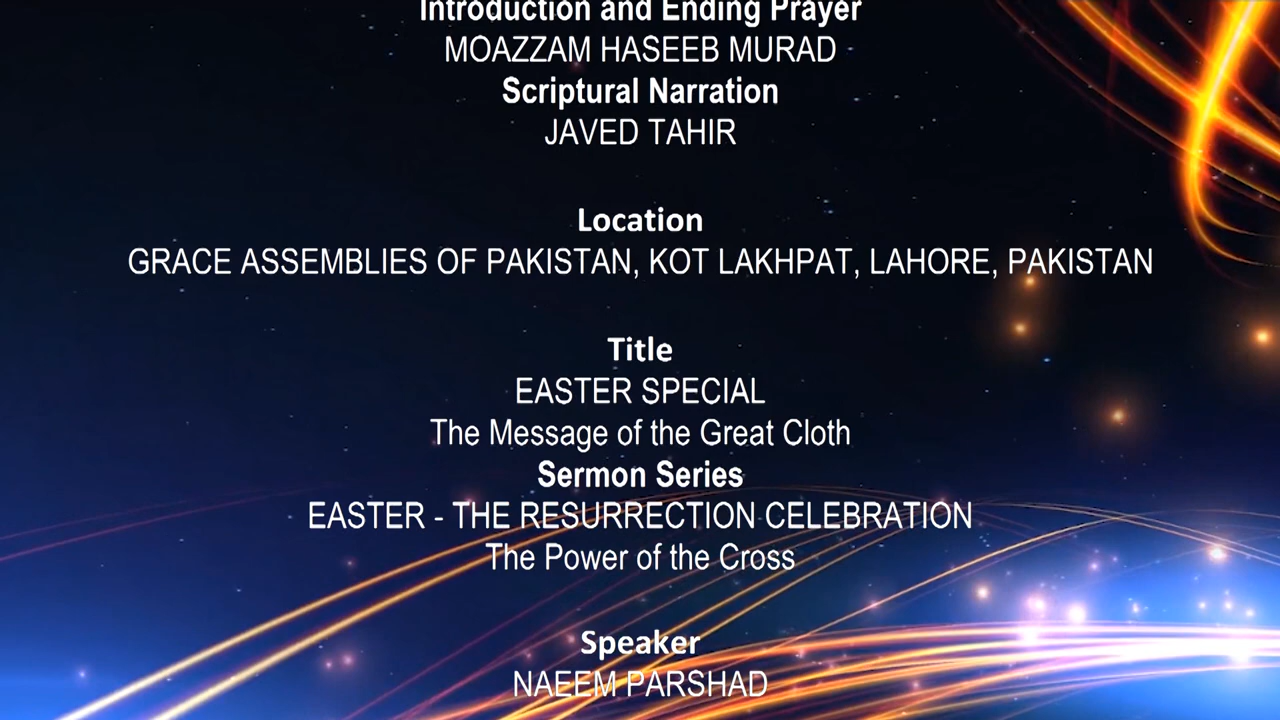 Introduction and Ending Prayer
MOAZZAM HASEEB MURAD
Scriptural Narration
JAVED TAHIR
Location
GRACE ASSEMBLIES OF PAKISTAN, KOT LAKHPAT, LAHORE, PAKISTAN
Title
EASTER SPECIAL
The Message of the Great Cloth
Sermon Series
EASTER - THE RESURRECTION CELEBRATION
The Power of the Cross
Speaker
NAEEM PARSHAD